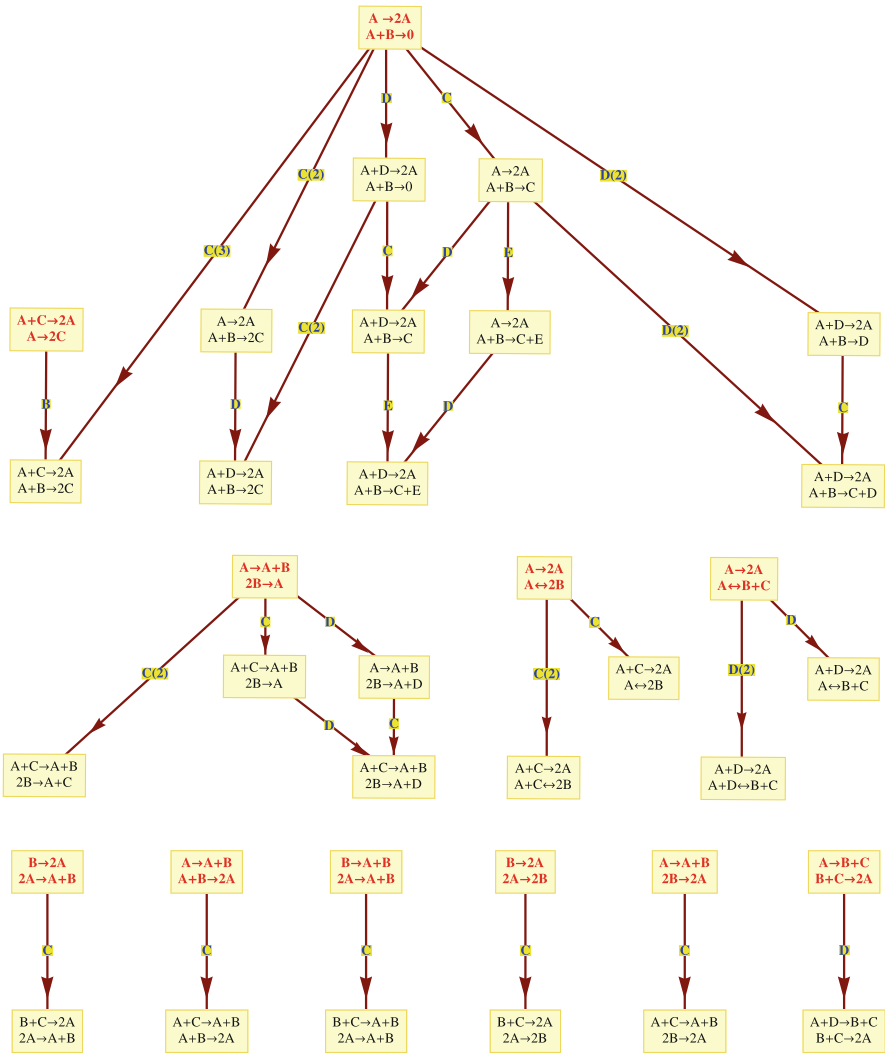 A →2A
A+B→0
D
C
C(2)
D(2)
A+D→2A
A+B→0
A→2A
A+B→C
C(3)
C
D
E
A+C→2A
A→2C
A→2A
A+B→2C
C(2)
A+D→2A
A+B→C
A→2A
A+B→C+E
D(2)
A+D→2A
A+B→D
B
D
E
D
C
A+C→2A
A+B→2C
A+D→2A
A+B→2C
A+D→2A
A+B→C+E
A+D→2A
A+B→C+D
A→A+B
2B→A
A→2A
A↔2B
A→2A
A↔B+C
C
D
C
D
C(2)
A+C→A+B
2B→A
A→A+B
2B→A+D
C(2)
A+C→2A
A↔2B
D(2)
A+D→2A
A↔B+C
D
C
A+C→A+B
2B→A+C
A+C→A+B
2B→A+D
A+C→2A
A+C↔2B
A+D→2A
A+D↔B+C
B→2A
2A→A+B
A→A+B
A+B→2A
B→A+B
2A→A+B
B→2A
2A→2B
A→A+B
2B→2A
A→B+C
B+C→2A
C
C
C
C
C
D
B+C→2A
2A→A+B
A+C→A+B
A+B→2A
B+C→A+B
2A→A+B
B+C→2A
2A→2B
A+C→A+B
2B→2A
A+D→B+C
B+C→2A